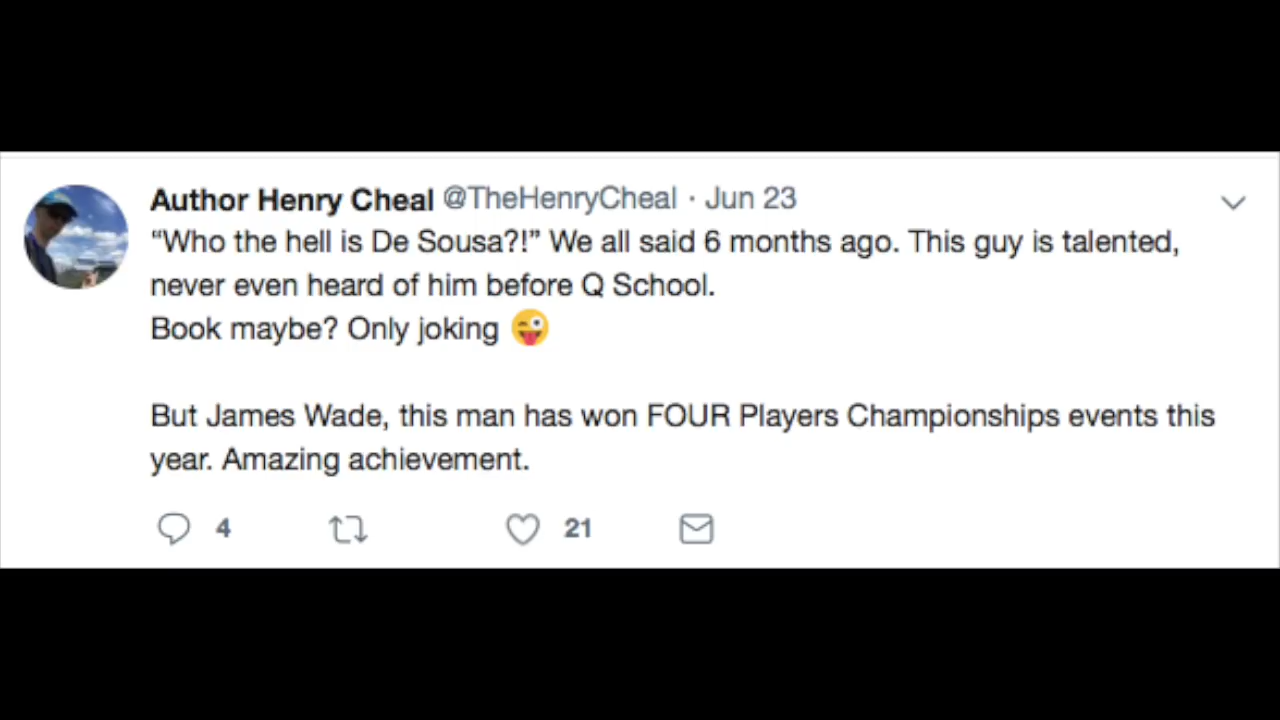 Author Henry Cheal @TheHenryCheal · Jun 23
“Who the hell is De Sousa?!” We all said 6 months ago. This guy is talented,
never even heard of him before Q School.
Book maybe? Only joking 😜
But James Wade, this man has won FOUR Players Championships events this
year. Amazing achievement.
4 21